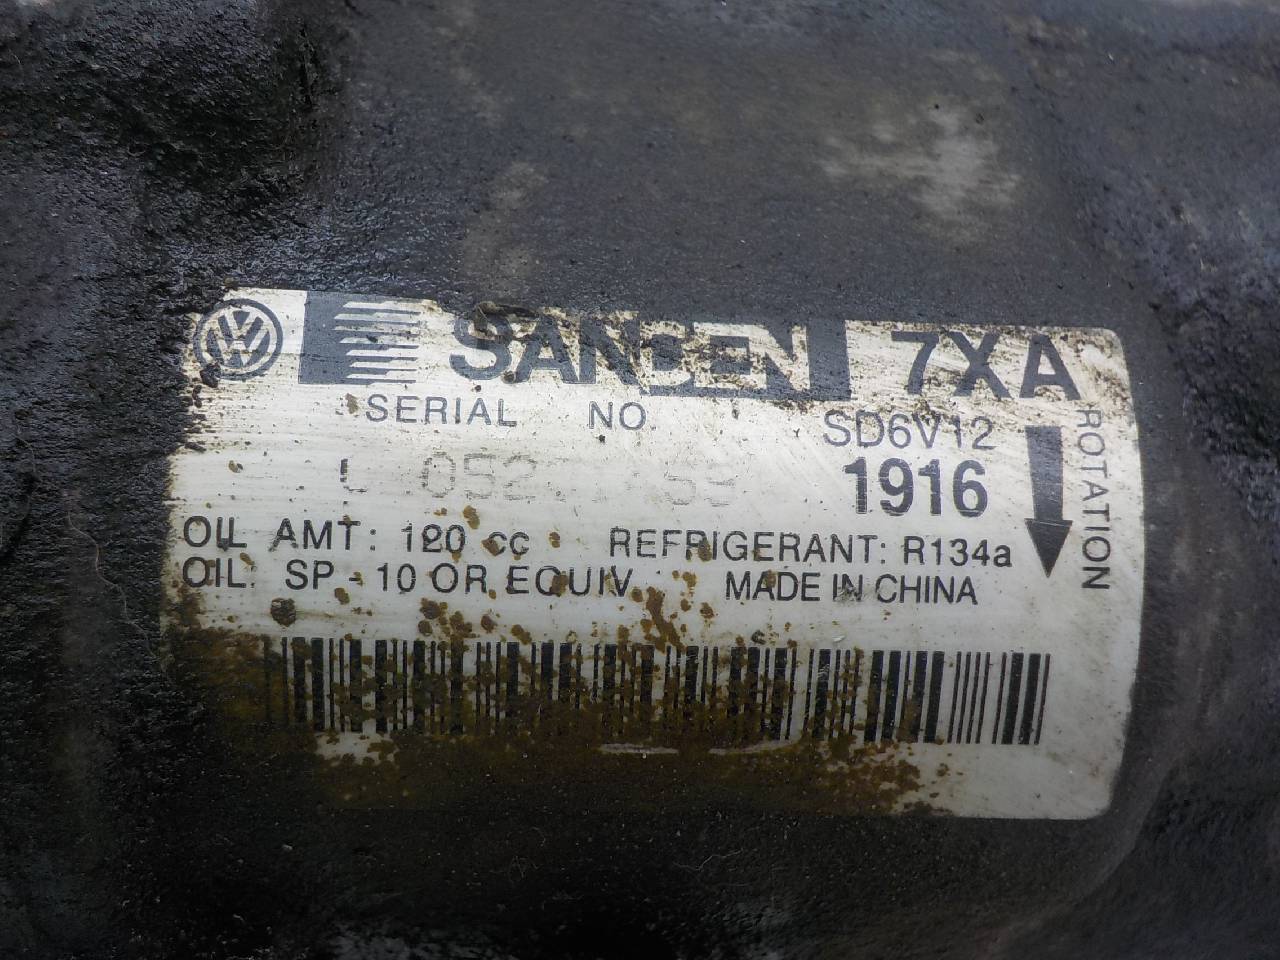 SANDEN 7XA
SERIAL NO SD6V12
1916
OIL AMT: 120 cc REFRIGERANT: R134a
OIL. SP-10 OR EQUIV. MADE IN CHINA
ROTATION